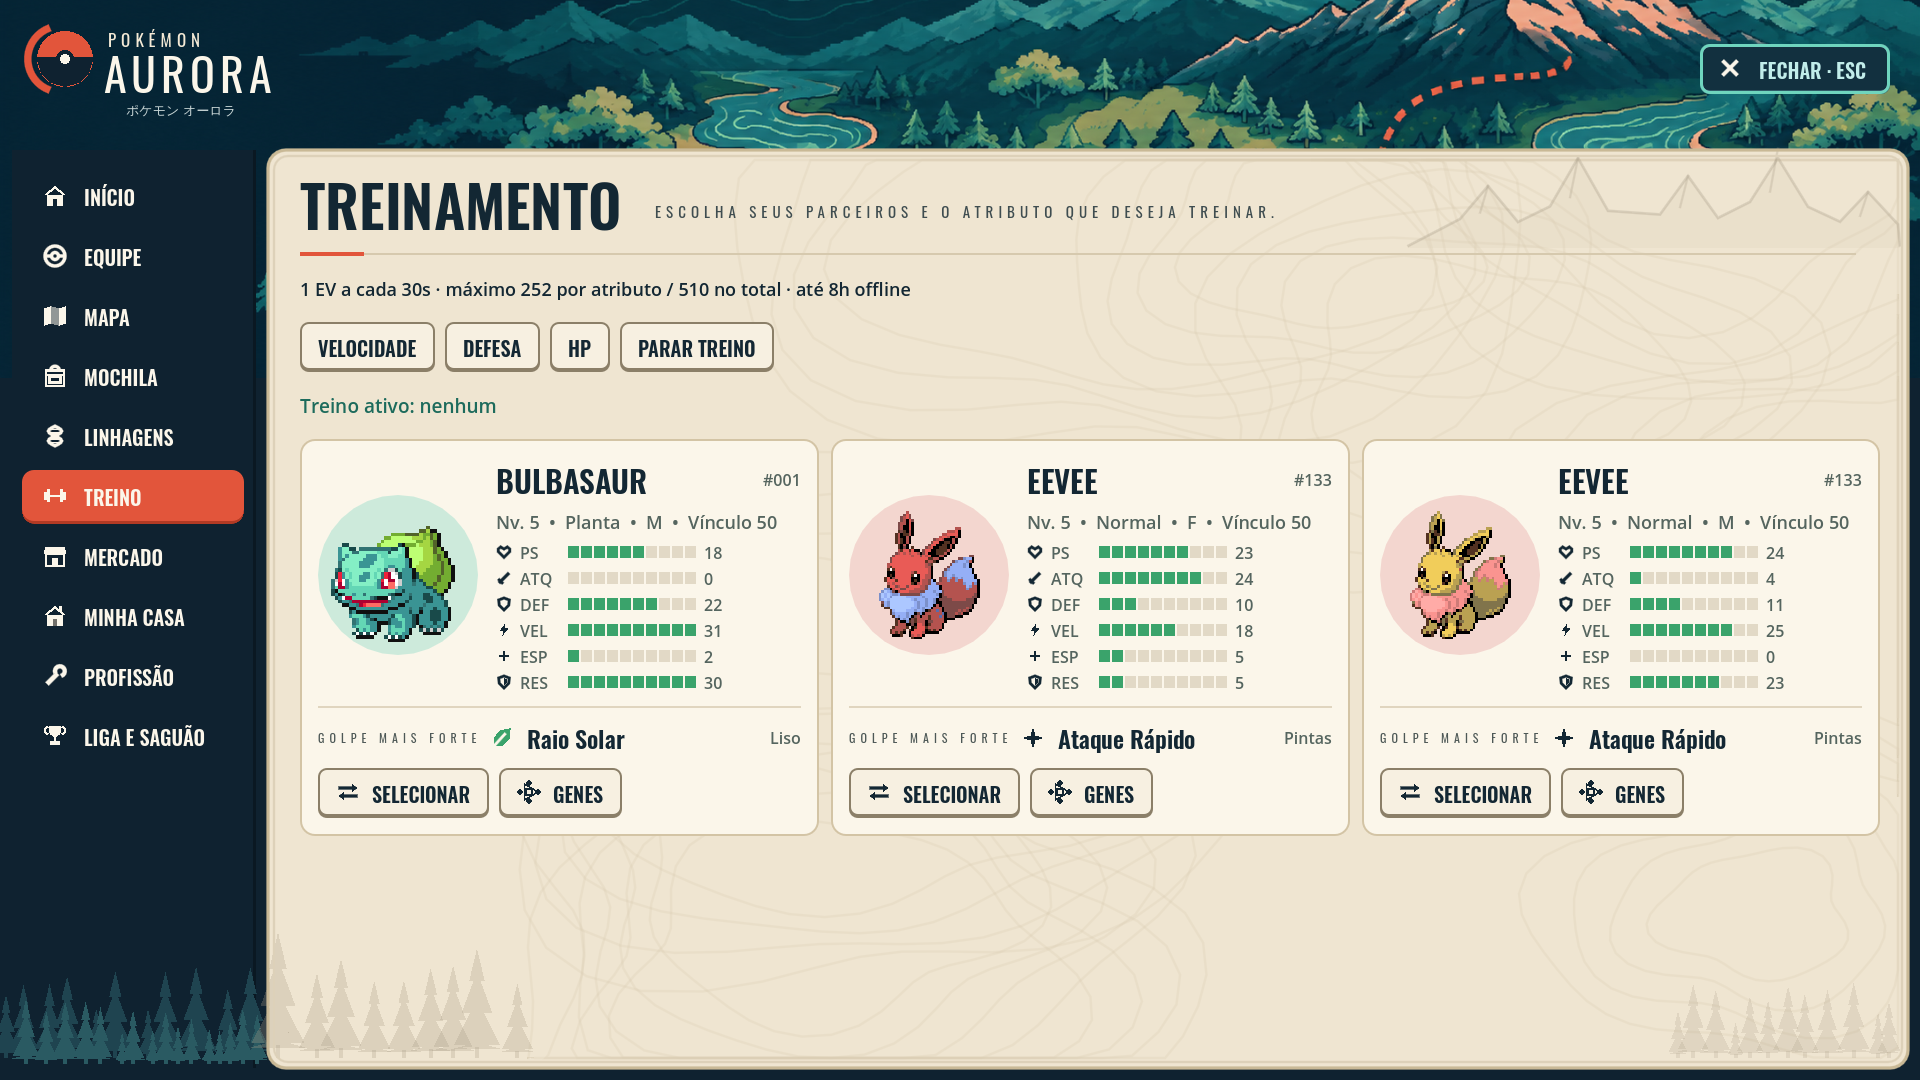 POKÉMON
AURORA
ポケモン オーロラ
FECHAR · ESC
INÍCIO
EQUIPE
MAPA
MOCHILA
LINHAGENS
TREINO
MERCADO
MINHA CASA
PROFISSÃO
LIGA E SAGUÃO
TREINAMENTO
ESCOLHA SEUS PARCEIROS E O ATRIBUTO QUE DESEJA TREINAR.
1 EV a cada 30s · máximo 252 por atributo / 510 no total · até 8h offline
VELOCIDADE
DEFESA
HP
PARAR TREINO
Treino ativo: nenhum
BULBASAUR #001
Nv. 5 • Planta • M • Vínculo 50
PS 18
ATQ 0
DEF 22
VEL 31
ESP 2
RES 30
GOLPE MAIS FORTE Raio Solar Liso
SELECIONAR GENES
EEVEE #133
Nv. 5 • Normal • F • Vínculo 50
PS 23
ATQ 24
DEF 10
VEL 18
ESP 5
RES 5
GOLPE MAIS FORTE Ataque Rápido Pintas
SELECIONAR GENES
EEVEE #133
Nv. 5 • Normal • M • Vínculo 50
PS 24
ATQ 4
DEF 11
VEL 25
ESP 0
RES 23
GOLPE MAIS FORTE Ataque Rápido Pintas
SELECIONAR GENES